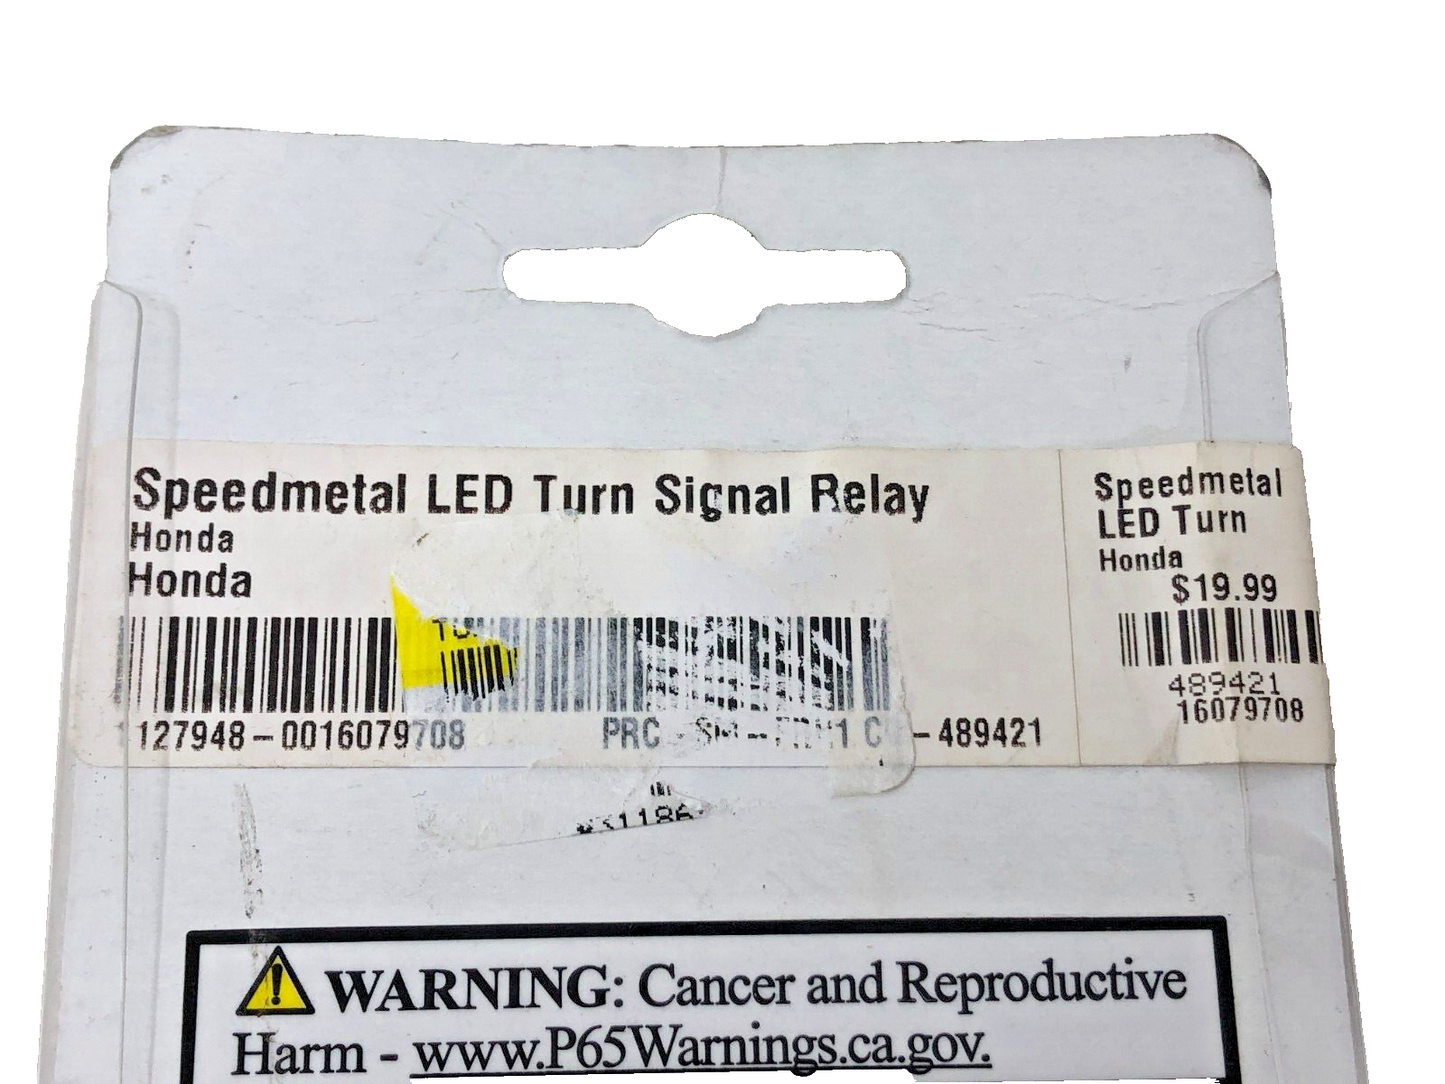 Speedmetal LED Turn Signal Relay
Honda
Honda
127948-0016079708 PRC -489421
Speedmetal
LED Turn
Honda
$19.99
489421
16079708
WARNING: Cancer and Reproductive
Harm - www.P65Warnings.ca.gov.